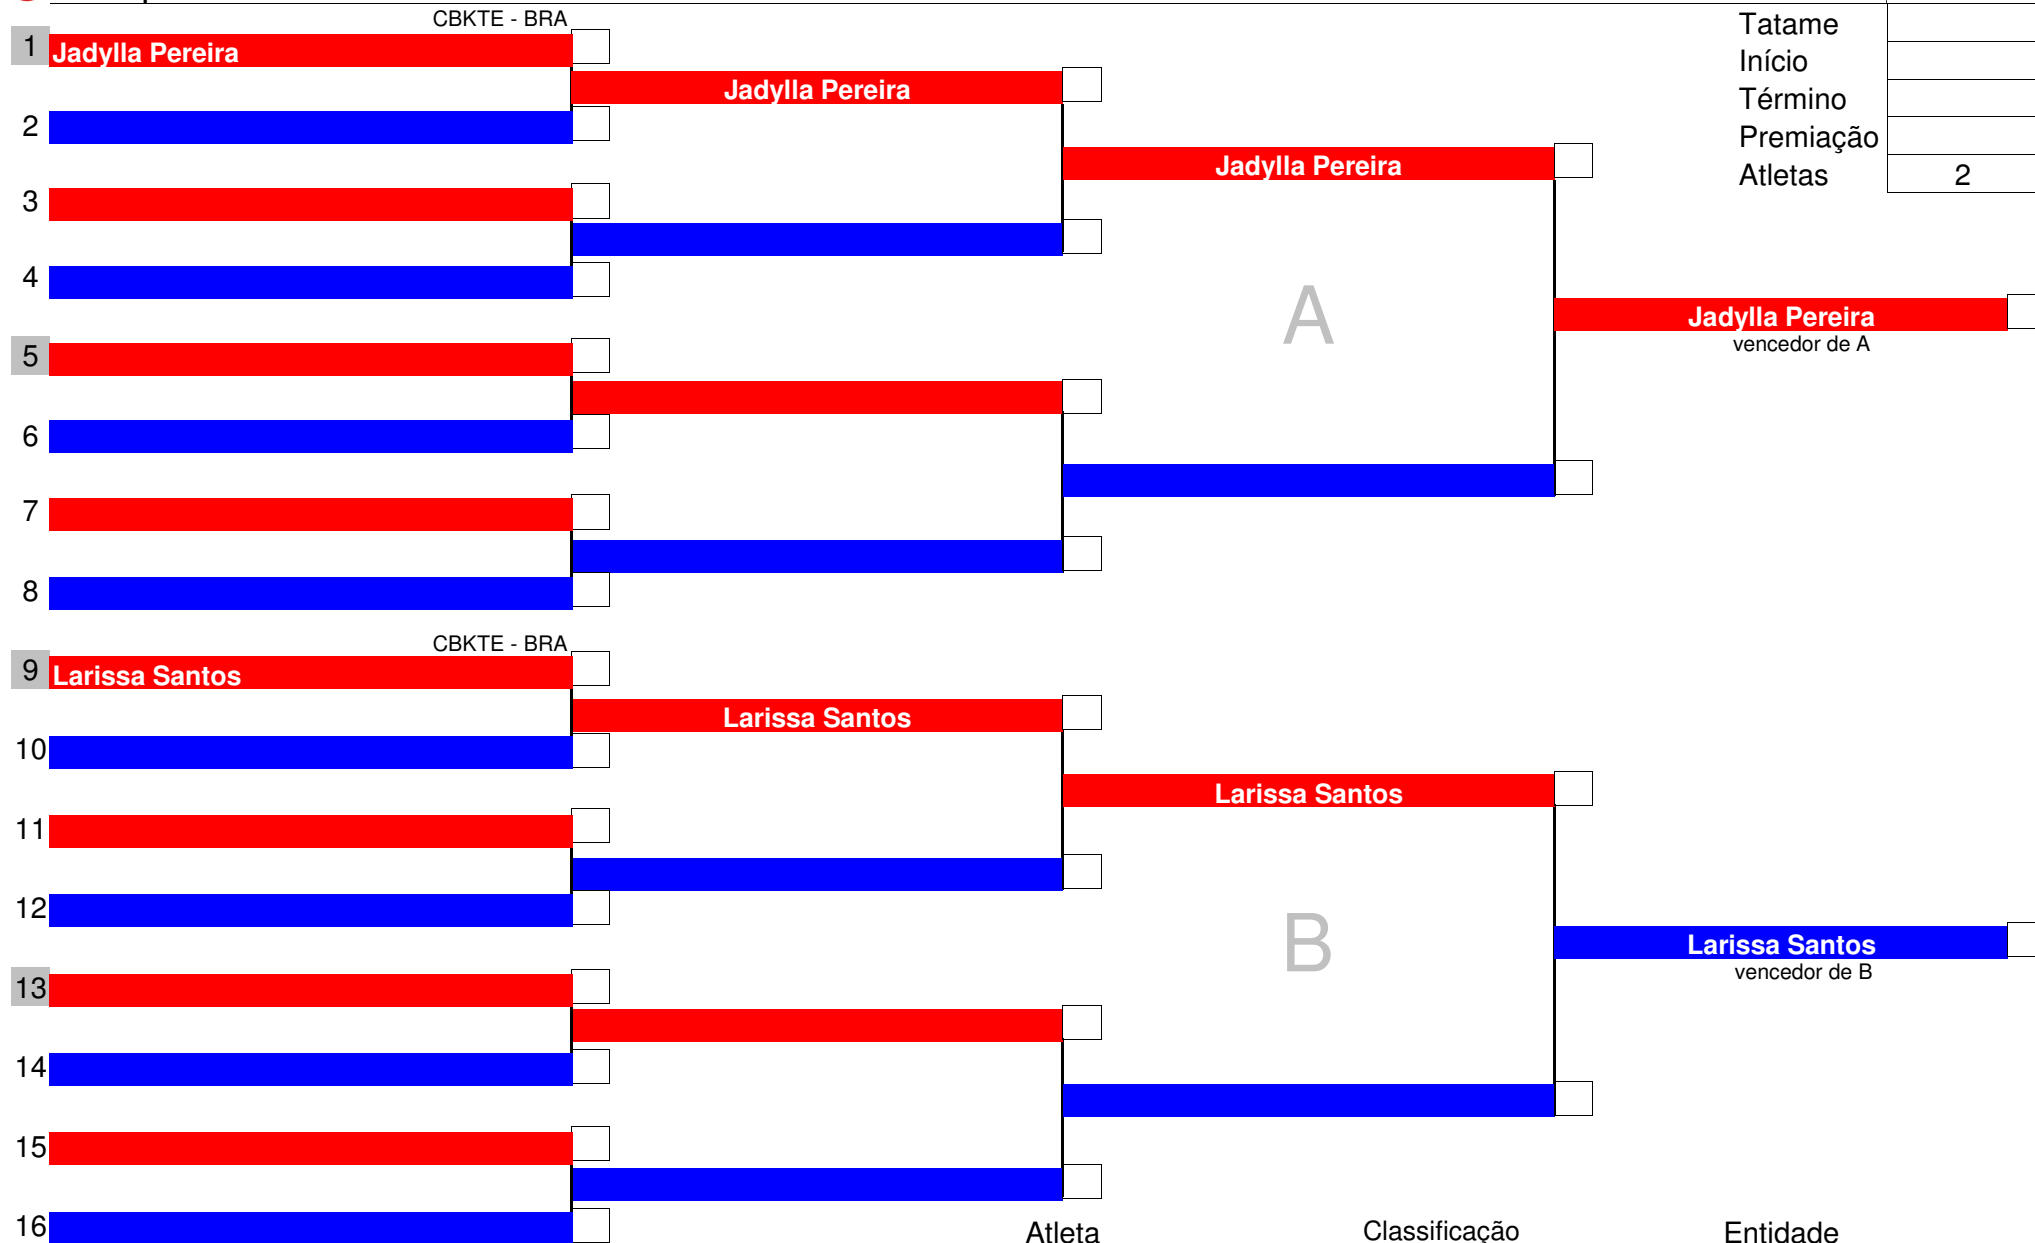 CBKTE - BRA
Tatame
1 Jadylla Pereira
Início
Jadylla Pereira
Término
2
Premiação
Jadylla Pereira
Atletas 2
3
4
A
Jadylla Pereira
vencedor de A
5
6
7
8
CBKTE - BRA
9 Larissa Santos
Larissa Santos
10
Larissa Santos
11
12
B
Larissa Santos
vencedor de B
13
14
15
16
Atleta Classificação Entidade